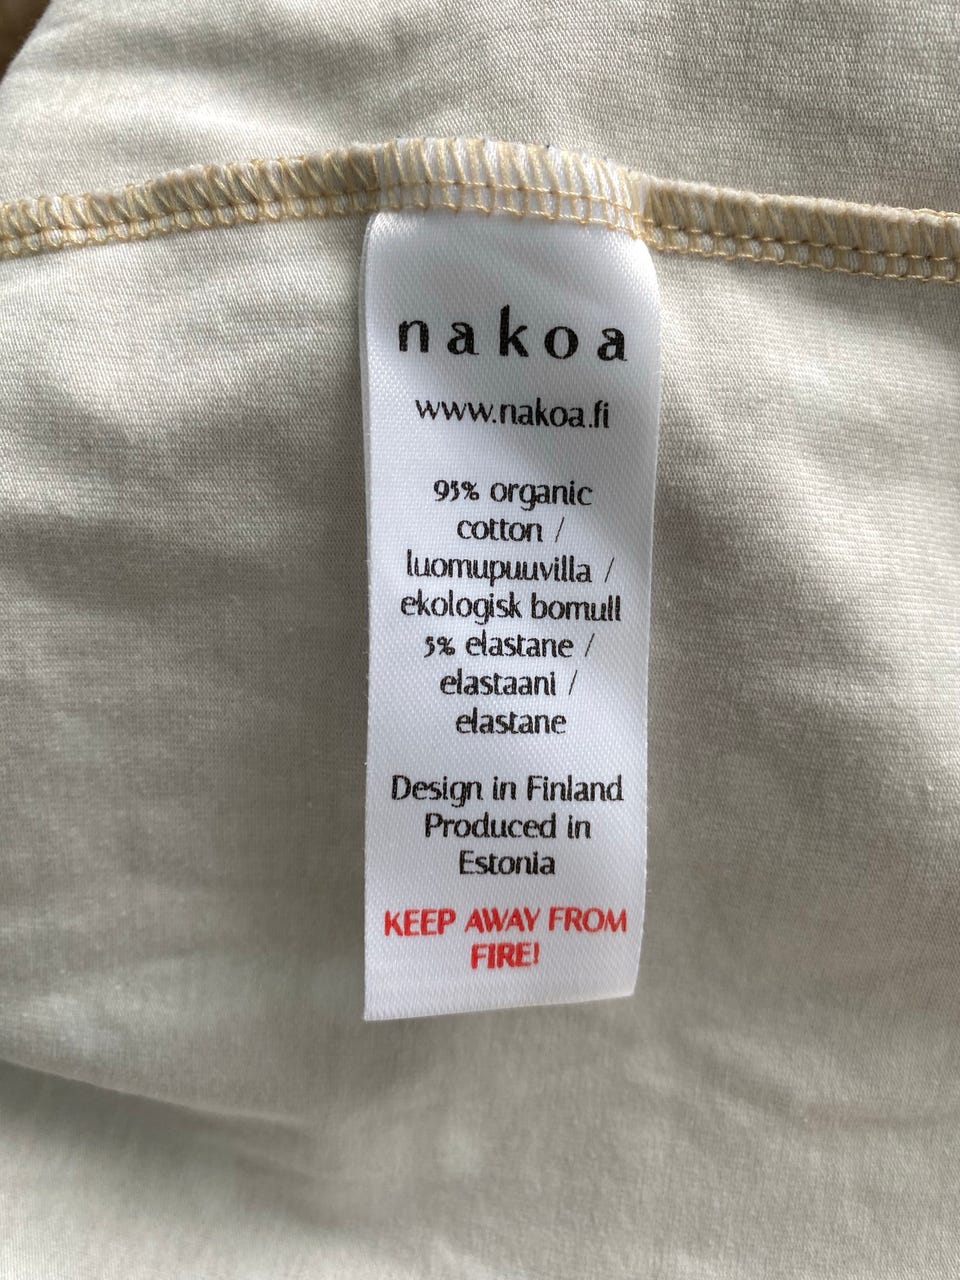 nakoa
www.nakoa.fi
95% organic
cotton /
luomupuuvilla /
ekologisk bomull
5% elastane /
elastaani /
elastane
Design in Finland
Produced in
Estonia
KEEP AWAY FROM
FIRE!